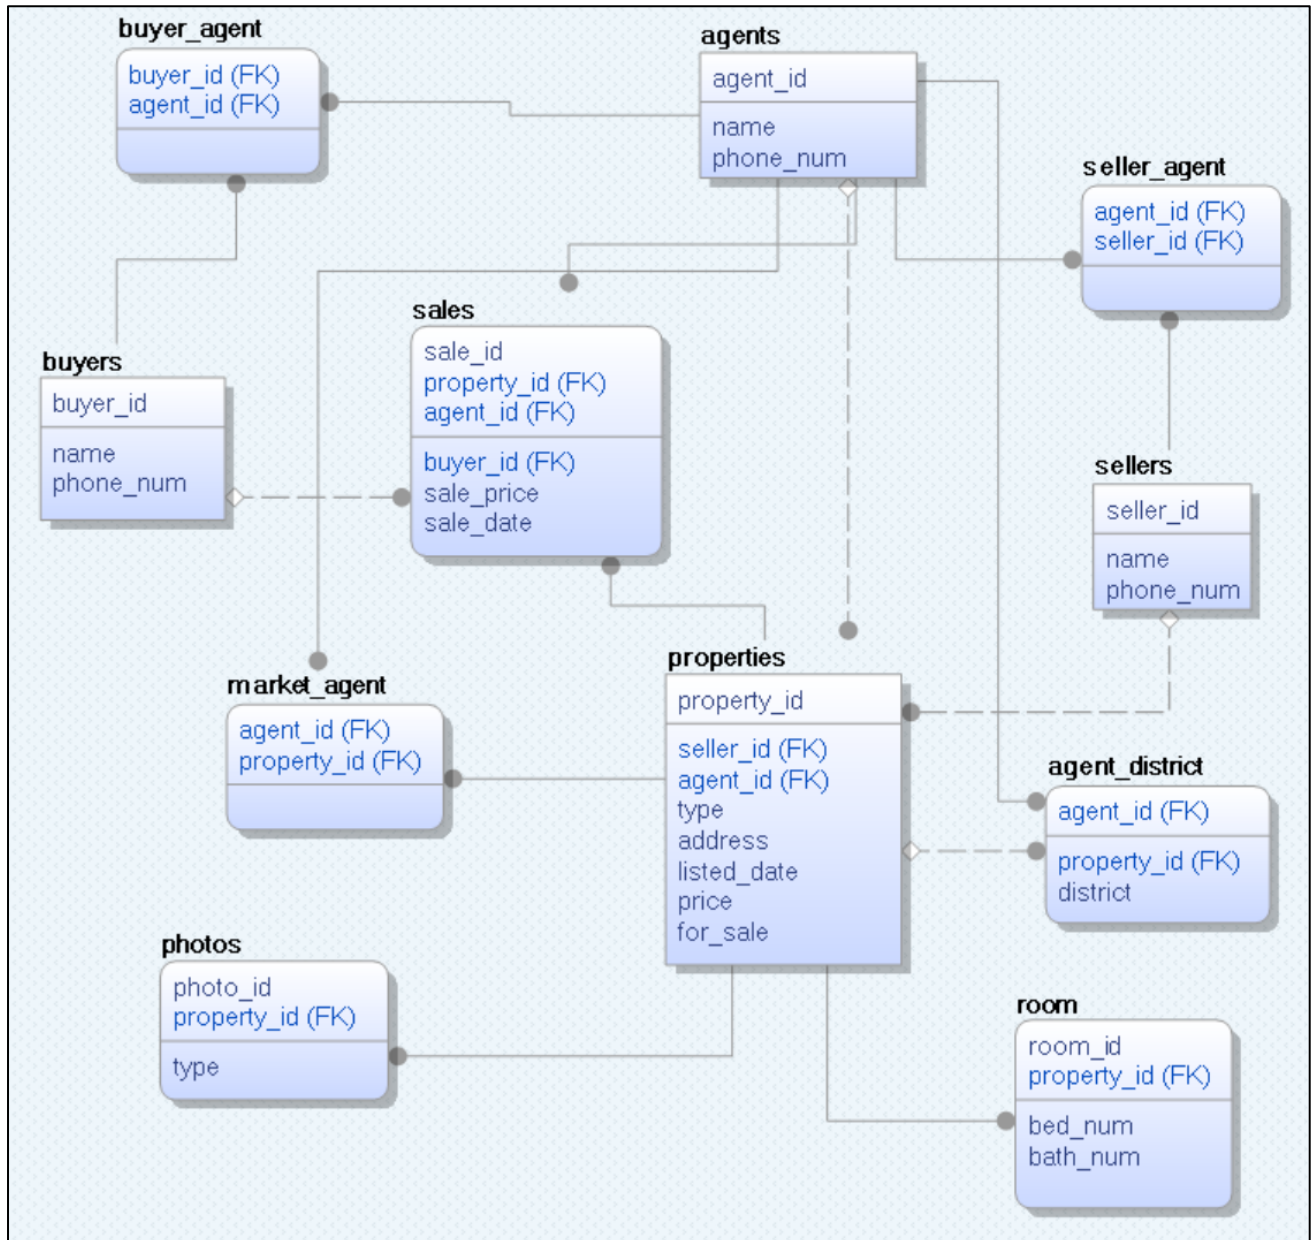 buyer_agent
buyer_id (FK)
agent_id (FK)
agents
agent_id
name
phone_num
seller_agent
agent_id (FK)
seller_id (FK)
sales
sale_id
property_id (FK)
agent_id (FK)
buyer_id (FK)
sale_price
sale_date
buyers
buyer_id
name
phone_num
sellers
seller_id
name
phone_num
market_agent
agent_id (FK)
property_id (FK)
properties
property_id
seller_id (FK)
agent_id (FK)
type
address
listed_date
price
for_sale
agent_district
agent_id (FK)
property_id (FK)
district
photos
photo_id
property_id (FK)
type
room
room_id
property_id (FK)
bed_num
bath_num